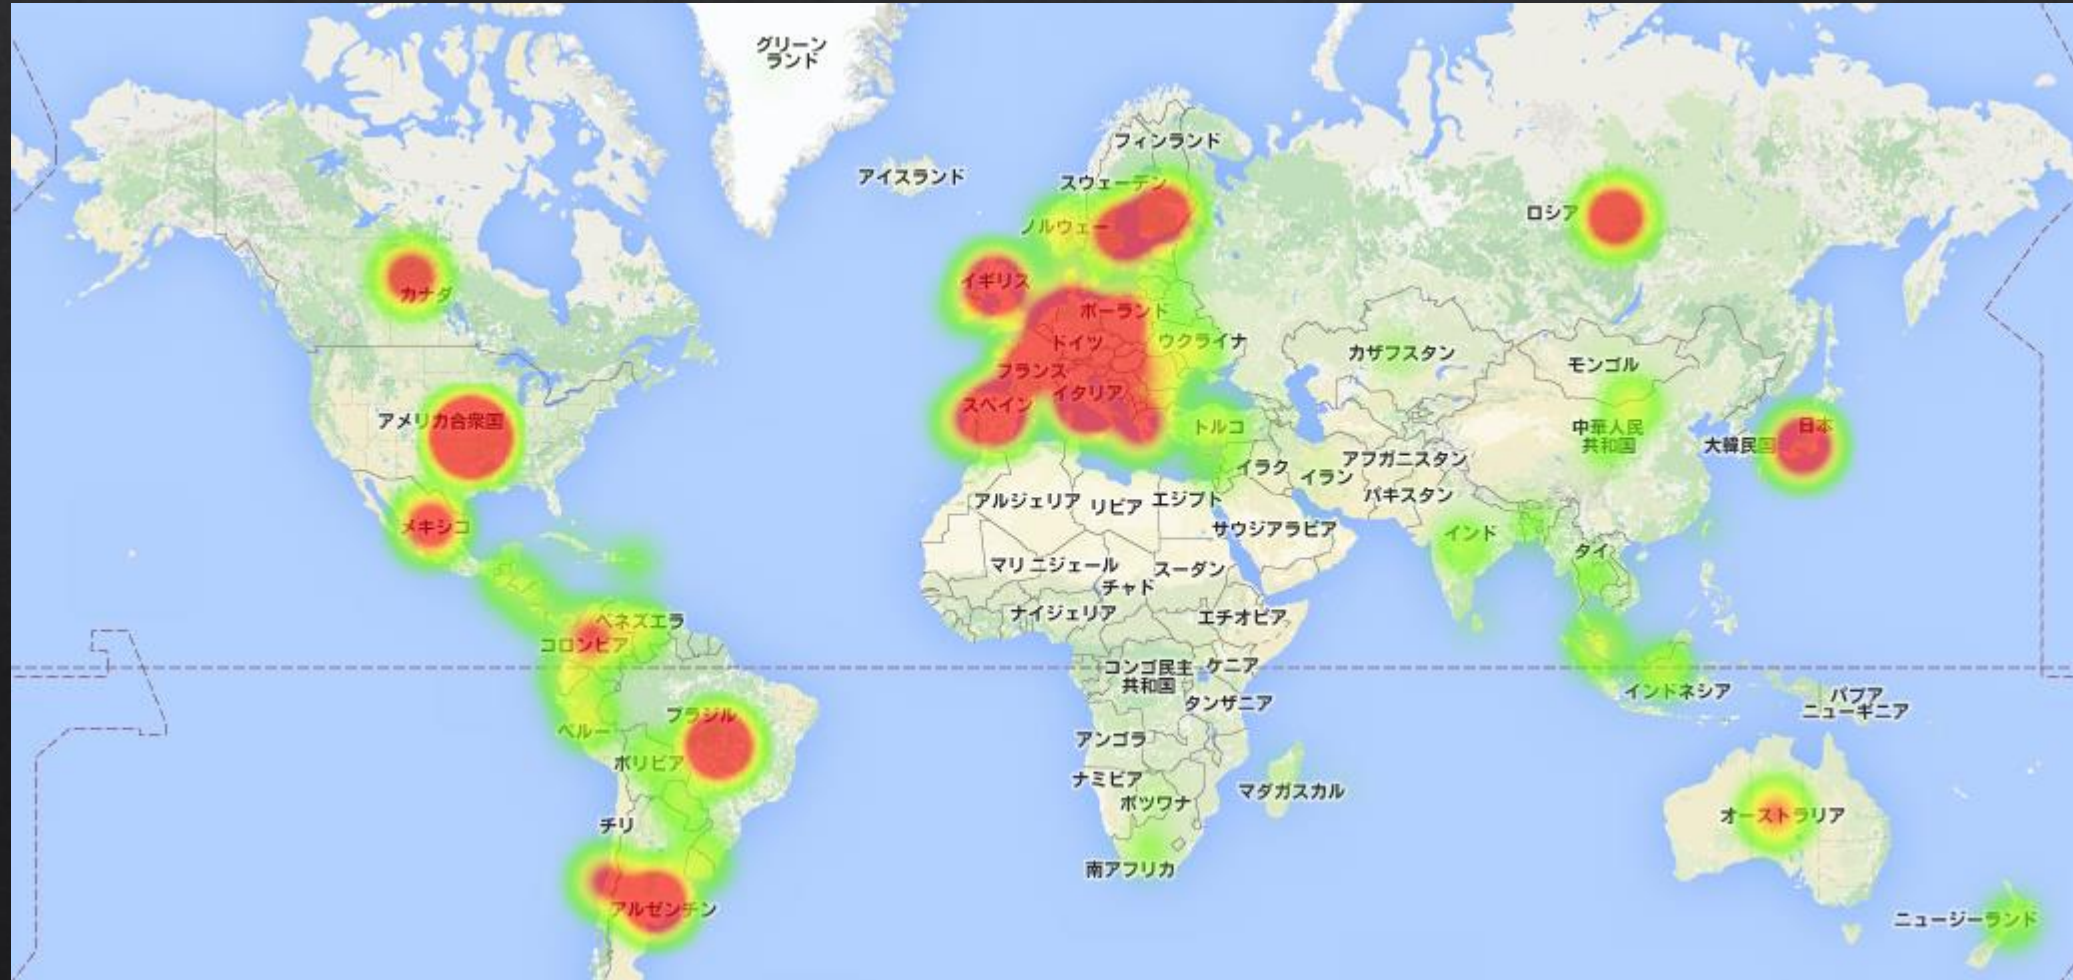 グリーン
ランド
フィンランド
アイスランド
スウェーデン
ロシア
ノルウェー
イギリス
カナダ
ポーランド
ドイツ
ウクライナ
カザフスタン
モンゴル
フランス
イタリア
スペイン
アメリカ合衆国
トルコ
中華人民
共和国
大韓民国
日本
イラク
イラン
アフガニスタン
パキスタン
アルジェリア
リビア
エジプト
サウジアラビア
メキシコ
インド
タイ
マリ
ニジェール
チャド
スーダン
ナイジェリア
エチオピア
ベネズエラ
コロンビア
コンゴ民主
共和国
ケニア
タンザニア
インドネシア
パプア
ニューギニア
ブラジル
ペルー
アンゴラ
ボリビア
ナミビア
ボツワナ
マダガスカル
チリ
オーストラリア
南アフリカ
アルゼンチン
ニュージーランド